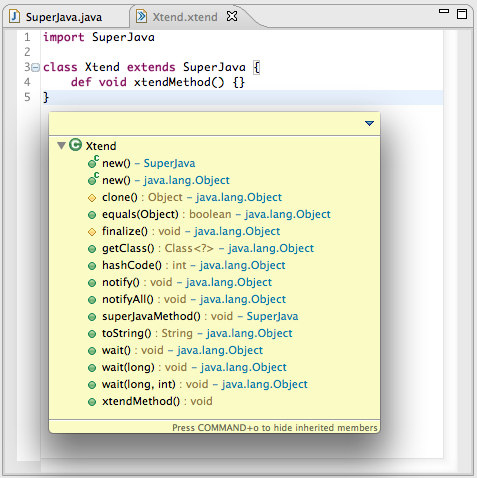 SuperJava.java Xtend.xtend
1 import SuperJava
2
3 class Xtend extends SuperJava {
4 def void xtendMethod() {}
5 }
Xtend
new() – SuperJava
new() – java.lang.Object
clone() : Object – java.lang.Object
equals(Object) : boolean – java.lang.Object
finalize() : void – java.lang.Object
getClass() : Class<?> – java.lang.Object
hashCode() : int – java.lang.Object
notify() : void – java.lang.Object
notifyAll() : void – java.lang.Object
superJavaMethod() : void – SuperJava
toString() : String – java.lang.Object
wait() : void – java.lang.Object
wait(long) : void – java.lang.Object
wait(long, int) : void – java.lang.Object
xtendMethod() : void
Press COMMAND+o to hide inherited members